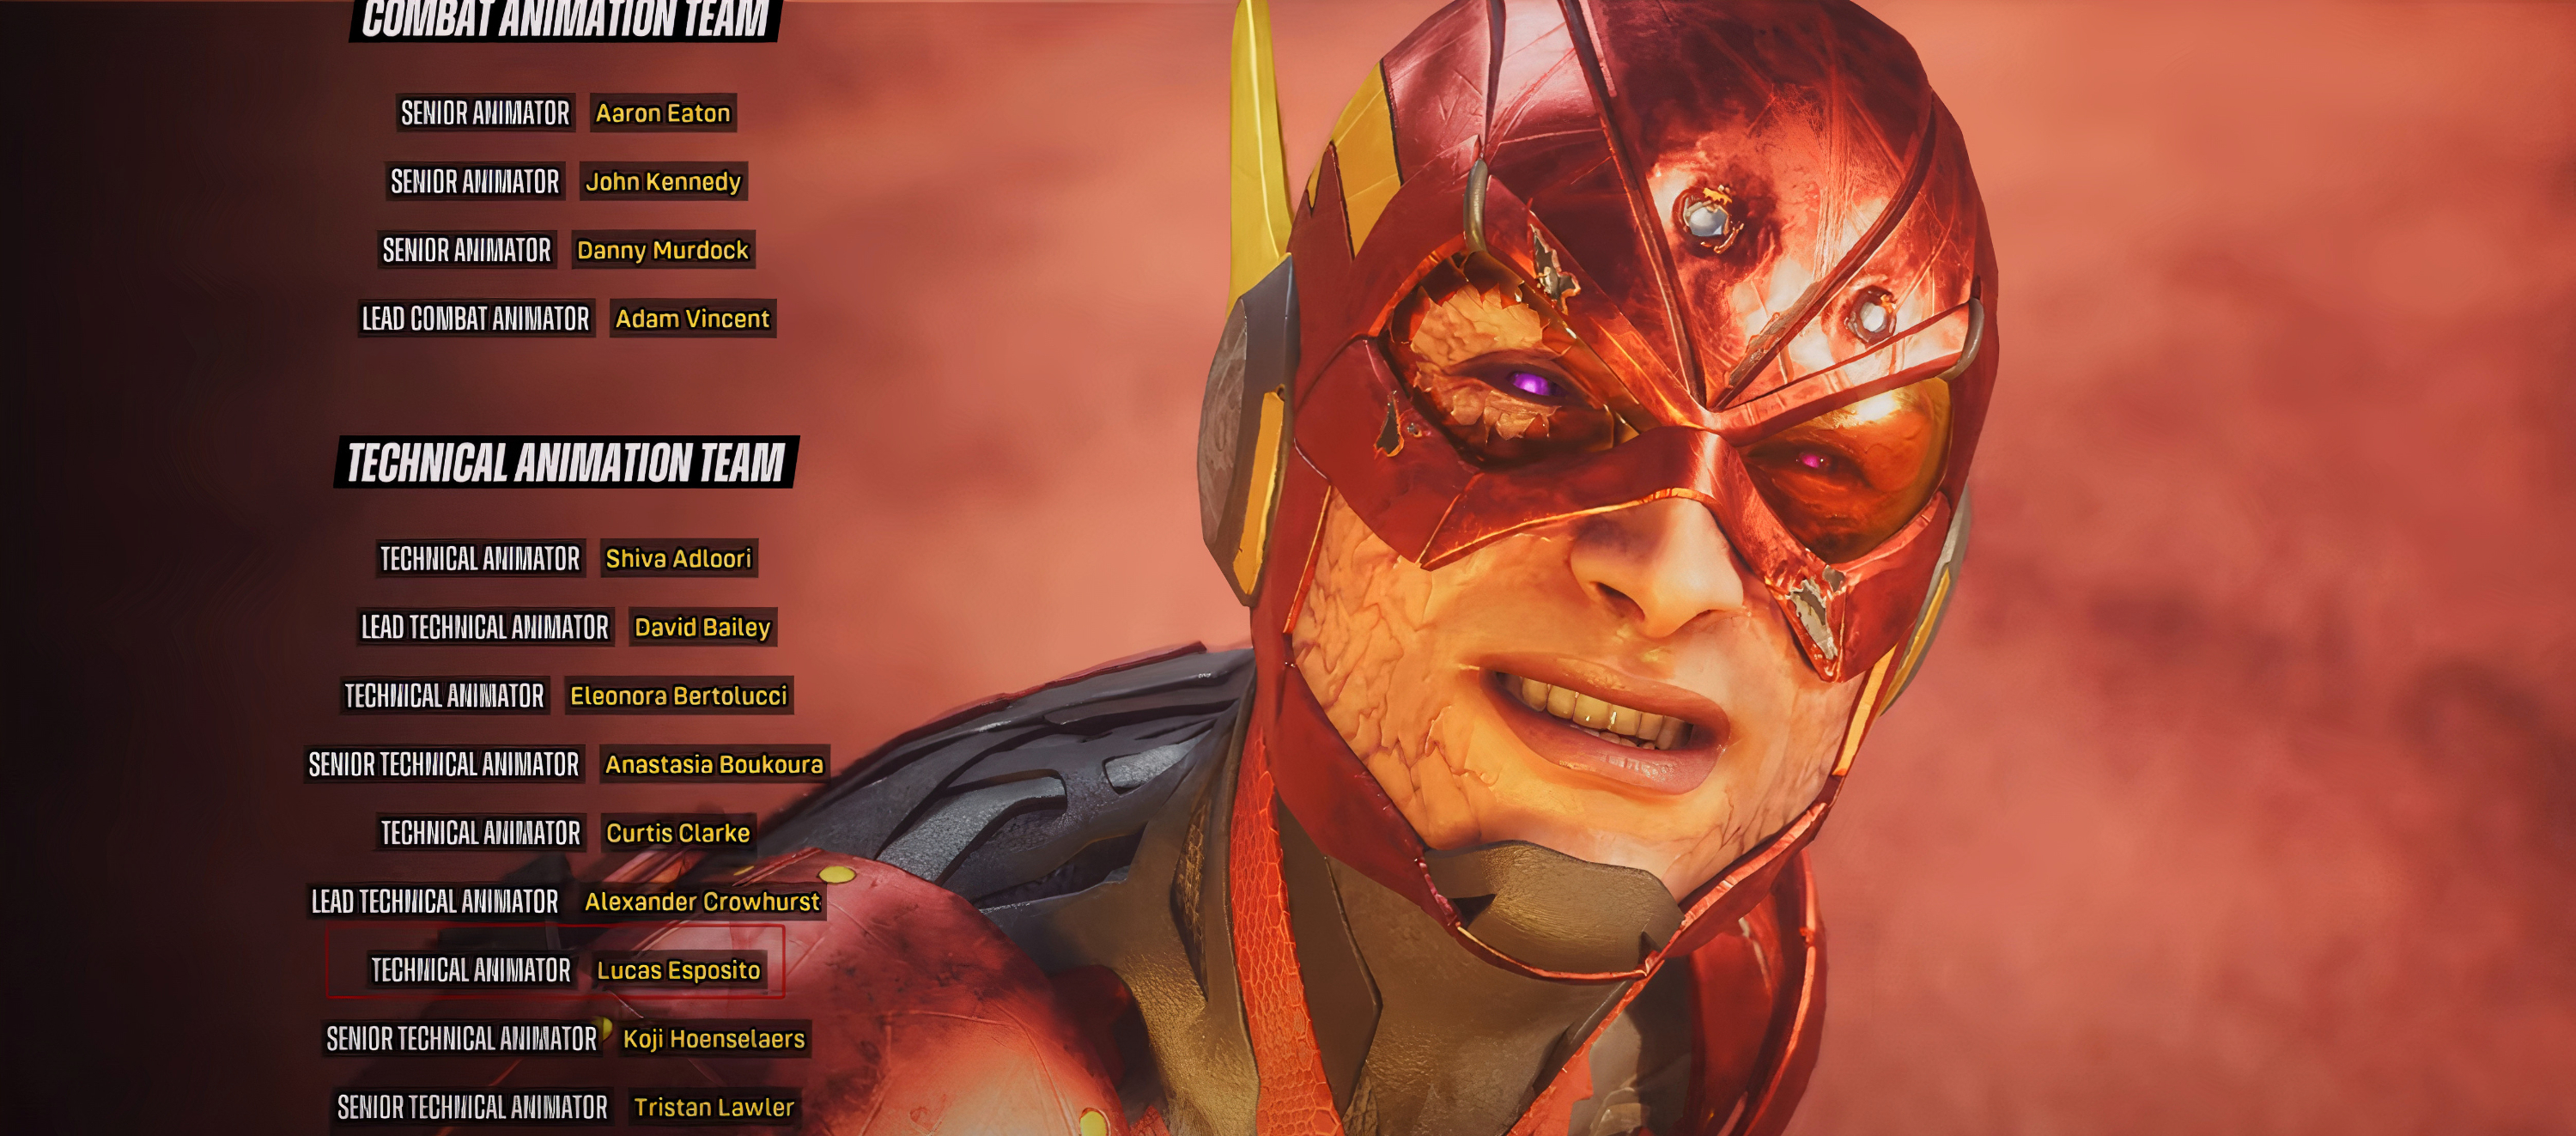 COMBAT ANIMATION TEAM
SENIOR ANIMATOR Aaron Eaton
SENIOR ANIMATOR John Kennedy
SENIOR ANIMATOR Danny Murdock
LEAD COMBAT ANIMATOR Adam Vincent
TECHNICAL ANIMATION TEAM
TECHNICAL ANIMATOR Shiva Adloori
LEAD TECHNICAL ANIMATOR David Bailey
TECHNICAL ANIMATOR Eleonora Bertolucci
SENIOR TECHNICAL ANIMATOR Anastasia Boukoura
TECHNICAL ANIMATOR Curtis Clarke
LEAD TECHNICAL ANIMATOR Alexander Crowhurst
TECHNICAL ANIMATOR Lucas Esposito
SENIOR TECHNICAL ANIMATOR Koji Hoenselaers
SENIOR TECHNICAL ANIMATOR Tristan Lawler